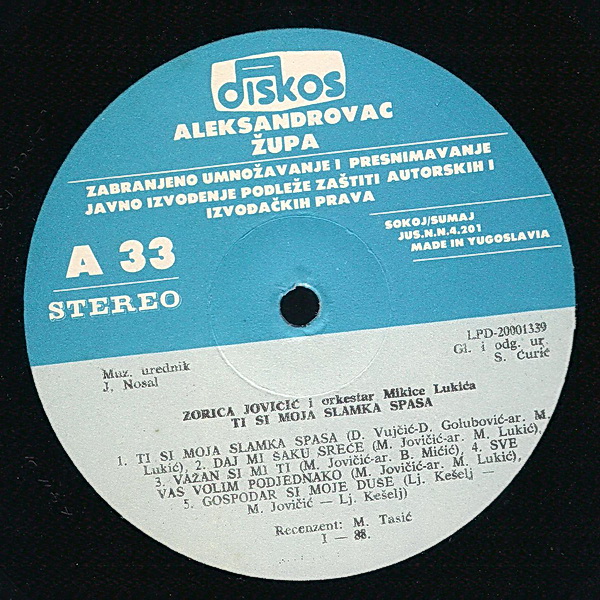 diskos
ALEKSANDROVAC
ŽUPA
ZABRANJENO UMNOŽAVANJE I PRESNIMAVANJE
JAVNO IZVOĐENJE PODLEŽE ZAŠTITI AUTORSKIH I
IZVOĐAČKIH PRAVA
SOKOJ/SUMAJ
JUS.N.N.4.201
MADE IN YUGOSLAVIA
A 33
STEREO
LPD-20001339
Muz. urednik
J. Nosal
Gl. i odg. ur.
S. Ćurić
ZORICA JOVIČIĆ i orkestar Mikice Lukića
TI SI MOJA SLAMKA SPASA
1. TI SI MOJA SLAMKA SPASA (D. Vujčić-D. Golubović-ar. M.
Lukić), 2. DAJ MI ŠAKU SREĆE (M. Jovičić-ar. M. Lukić),
3. VAŽAN SI MI TI (M. Jovičić-ar. B. Mićić), 4. SVE
VAS VOLIM PODJEDNAKO (M. Jovičić-ar. M. Lukić),
5. GOSPODAR SI MOJE DUŠE (Lj. Kešelj —
M. Jovičić — Lj. Kešelj)
Recenzent: M. Tasić
I — 88.